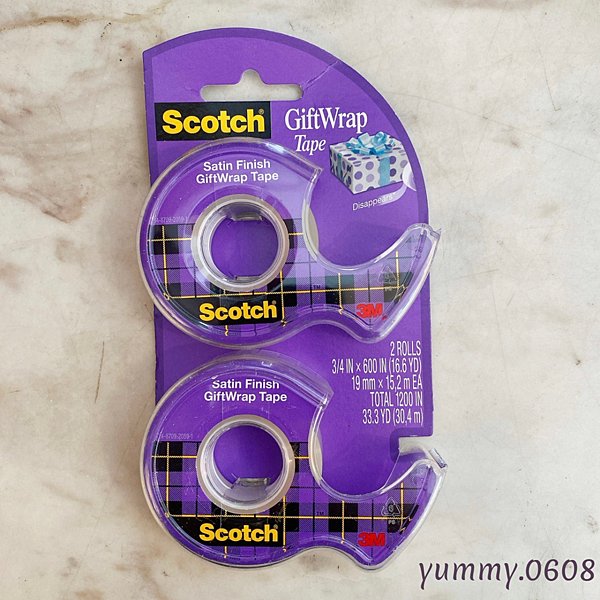 Scotch®
GiftWrap
Tape
Satin Finish
GiftWrap Tape
Disappears*
Scotch
™
3M
2 ROLLS
3/4 IN × 600 IN (16.6 YD)
19 mm × 15,2 m EA
TOTAL 1200 IN
33.3 YD (30,4 m)
Satin Finish
GiftWrap Tape
Scotch
3M
yummy.0608